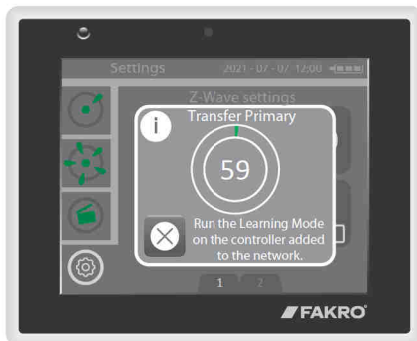 Settings 2021 - 07 - 07 12:00
Z-Wave settings
Transfer Primary
i
59
Run the Learning Mode
on the controller added
to the network.
1 2
FAKRO